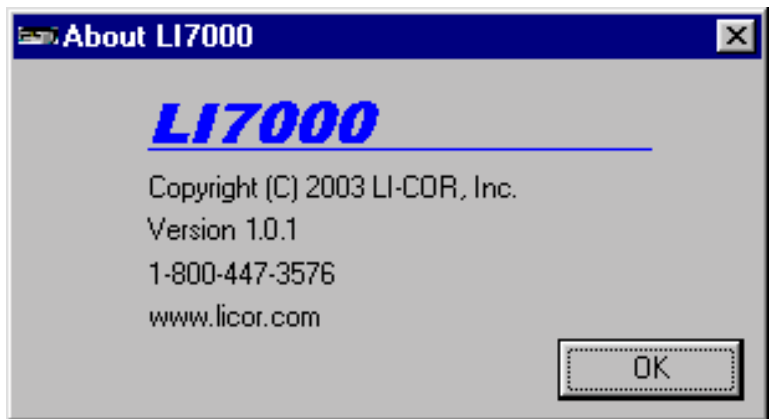 About LI7000
LI7000
Copyright (C) 2003 LI-COR, Inc.
Version 1.0.1
1-800-447-3576
www.licor.com
OK